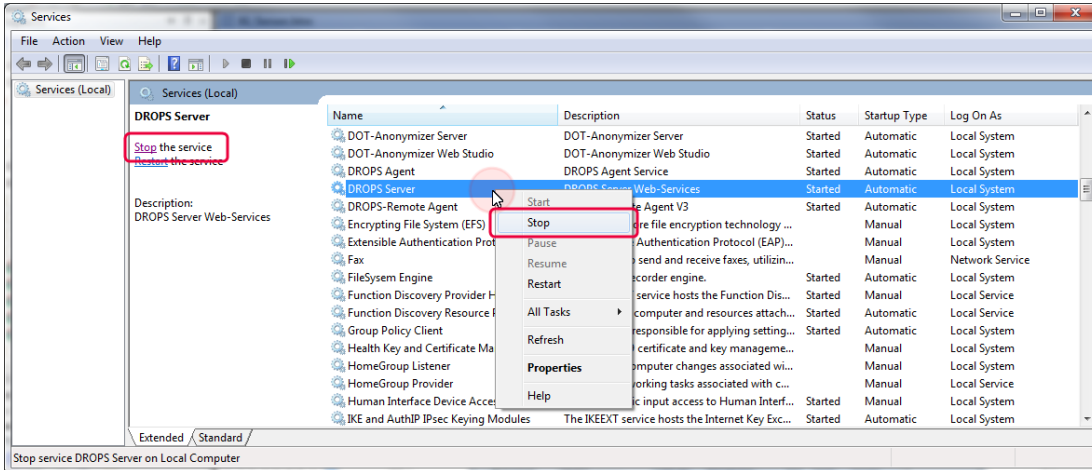 Services
File Action View Help
Services (Local)
Services (Local)
DROPS Server
Stop the service
Restart the service
Description:
DROPS Server Web-Services
Name Description Status Startup Type Log On As
DOT-Anonymizer Server DOT-Anonymizer Server Started Automatic Local System
DOT-Anonymizer Web Studio DOT-Anonymizer Web Studio Started Automatic Local System
DROPS Agent DROPS Agent Service Started Automatic Local System
DROPS Server DROPS Server Web-Services Started Automatic Local System
DROPS-Remote Agent te Agent V3 Started Automatic Local System
Encrypting File System (EFS) re file encryption technology ... Manual Local System
Extensible Authentication Prot Authentication Protocol (EAP)... Manual Local System
Fax send and receive faxes, utilizin... Manual Network Service
FileSysem Engine ecorder engine. Started Automatic Local System
Function Discovery Provider H service hosts the Function Dis... Started Manual Local Service
Function Discovery Resource computer and resources attach... Started Automatic Local Service
Group Policy Client responsible for applying setting... Started Automatic Local System
Health Key and Certificate Ma certificate and key manageme... Manual Local System
HomeGroup Listener mputer changes associated wi... Manual Local System
HomeGroup Provider orking tasks associated with c... Manual Local Service
Human Interface Device Acce ic input access to Human Interf... Started Manual Local System
IKE and AuthIP IPsec Keying Modules The IKEEXT service hosts the Internet Key Exc... Started Automatic Local System
Start
Stop
Pause
Resume
Restart
All Tasks
Refresh
Properties
Help
Extended Standard
Stop service DROPS Server on Local Computer